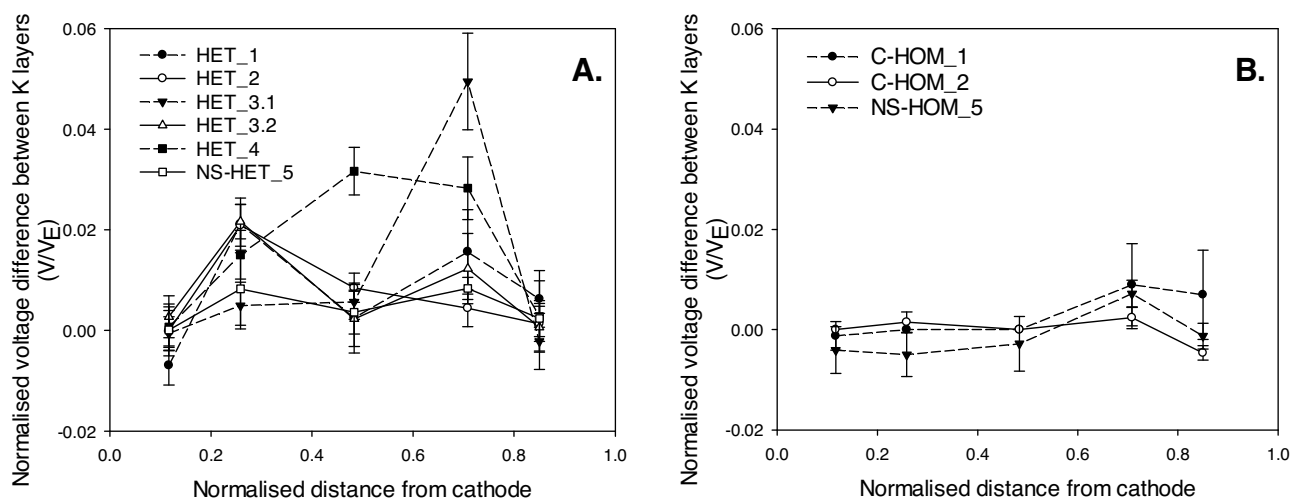 Normalised voltage difference between K layers
(V/VE)
0.06
0.04
0.02
0.00
-0.02
HET_1
HET_2
HET_3.1
HET_3.2
HET_4
NS-HET_5
A.
0.0 0.2 0.4 0.6 0.8 1.0
Normalised distance from cathode
Normalised voltage difference between K layers
(V/VE)
0.06
0.04
0.02
0.00
-0.02
C-HOM_1
C-HOM_2
NS-HOM_5
B.
0.0 0.2 0.4 0.6 0.8 1.0
Normalised distance from cathode